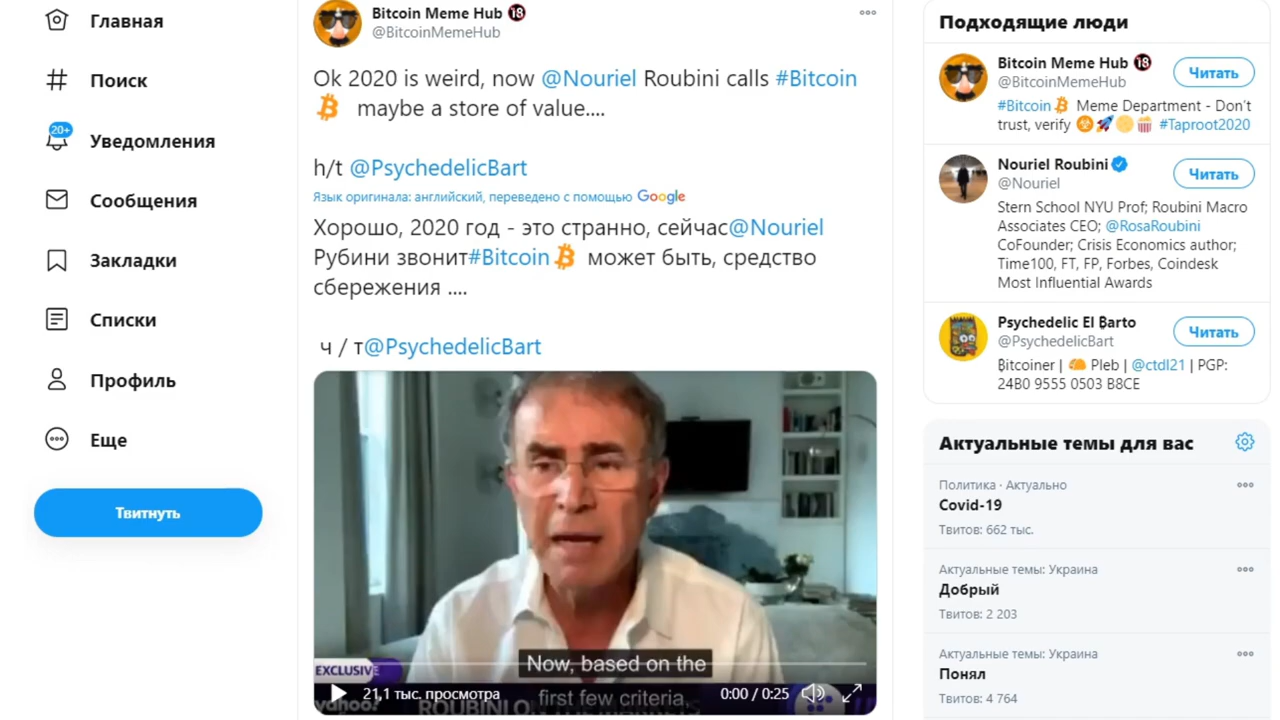 Главная
Поиск
20+
Уведомления
Сообщения
Закладки
Списки
Профиль
Еще
Твитнуть
Bitcoin Meme Hub 🔞
@BitcoinMemeHub
Ok 2020 is weird, now @Nouriel Roubini calls #Bitcoin
maybe a store of value....
h/t @PsychedelicBart
Язык оригинала: английский, переведено с помощью Google
Хорошо, 2020 год - это странно, сейчас@Nouriel
Рубини звонит#Bitcoin может быть, средство
сбережения ....
ч / т@PsychedelicBart
Now, based on the
first few criteria,
EXCLUSIVE
21,1 тыс. просмотра
0:00 / 0:25
yahoo!
ROUBINI ON THE MARKETS
Подходящие люди
Bitcoin Meme Hub 🔞
@BitcoinMemeHub
Читать
#Bitcoin Meme Department - Don't
trust, verify ☣️🚀🌕🍿 #Taproot2020
Nouriel Roubini
@Nouriel
Читать
Stern School NYU Prof; Roubini Macro
Associates CEO; @RosaRoubini
CoFounder; Crisis Economics author;
Time100, FT, FP, Forbes, Coindesk
Most Influential Awards
Psychedelic El ₿arto
@PsychedelicBart
Читать
₿itcoiner | 🌮 Pleb | @ctdl21 | PGP:
24B0 9555 0503 B8CE
Актуальные темы для вас
Политика · Актуально
Covid-19
Твитов: 662 тыс.
Актуальные темы: Украина
Добрый
Твитов: 2 203
Актуальные темы: Украина
Понял
Твитов: 4 764